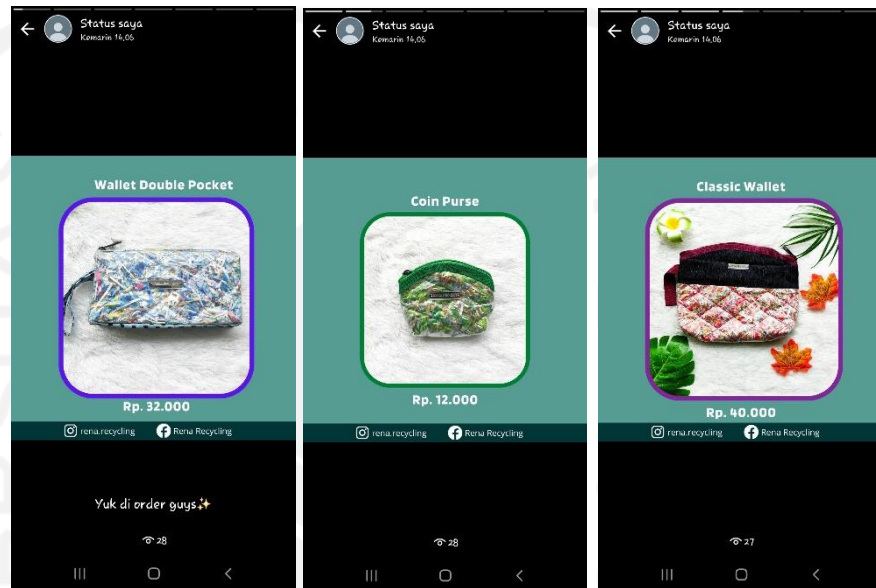 Status saya
Kemarin 14,06
Wallet Double Pocket
Rp. 32.000
rena.recycling
Rena Recycling
Yuk di order guys✨
28
Status saya
Kemarin 14,06
Coin Purse
Rp. 12.000
rena.recycling
Rena Recycling
28
Status saya
Kemarin 14,06
Classic Wallet
Rp. 40.000
rena.recycling
Rena Recycling
27